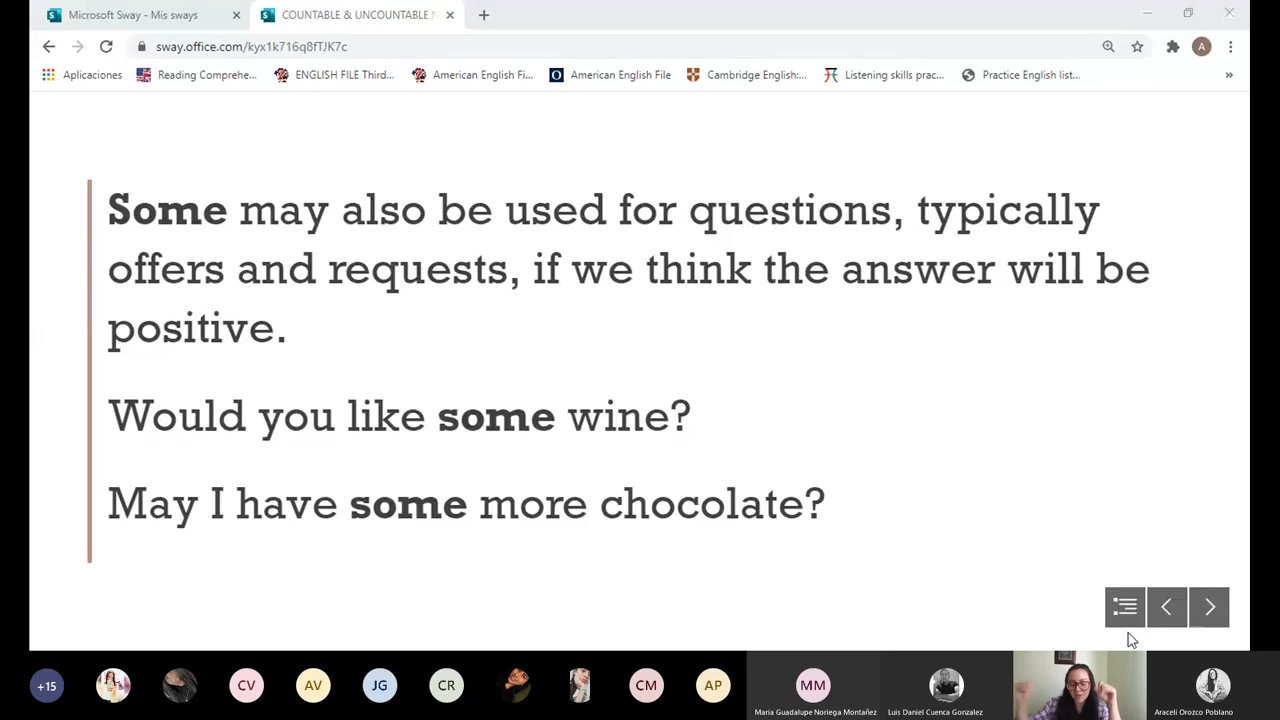 Microsoft Sway - Mis sways
COUNTABLE & UNCOUNTABLE
sway.office.com/kyx1k716q8fTJK7c
A
Aplicaciones
Reading Comprehe...
ENGLISH FILE Third...
American English Fi...
American English File
Cambridge English:...
Listening skills prac...
Practice English list...
Some may also be used for questions, typically
offers and requests, if we think the answer will be
positive.
Would you like some wine?
May I have some more chocolate?
+15
CV
AV
JG
CR
CM
AP
MM
Maria Guadalupe Noriega Montañez
Luis Daniel Cuenca Gonzalez
Araceli Orozco Poblano